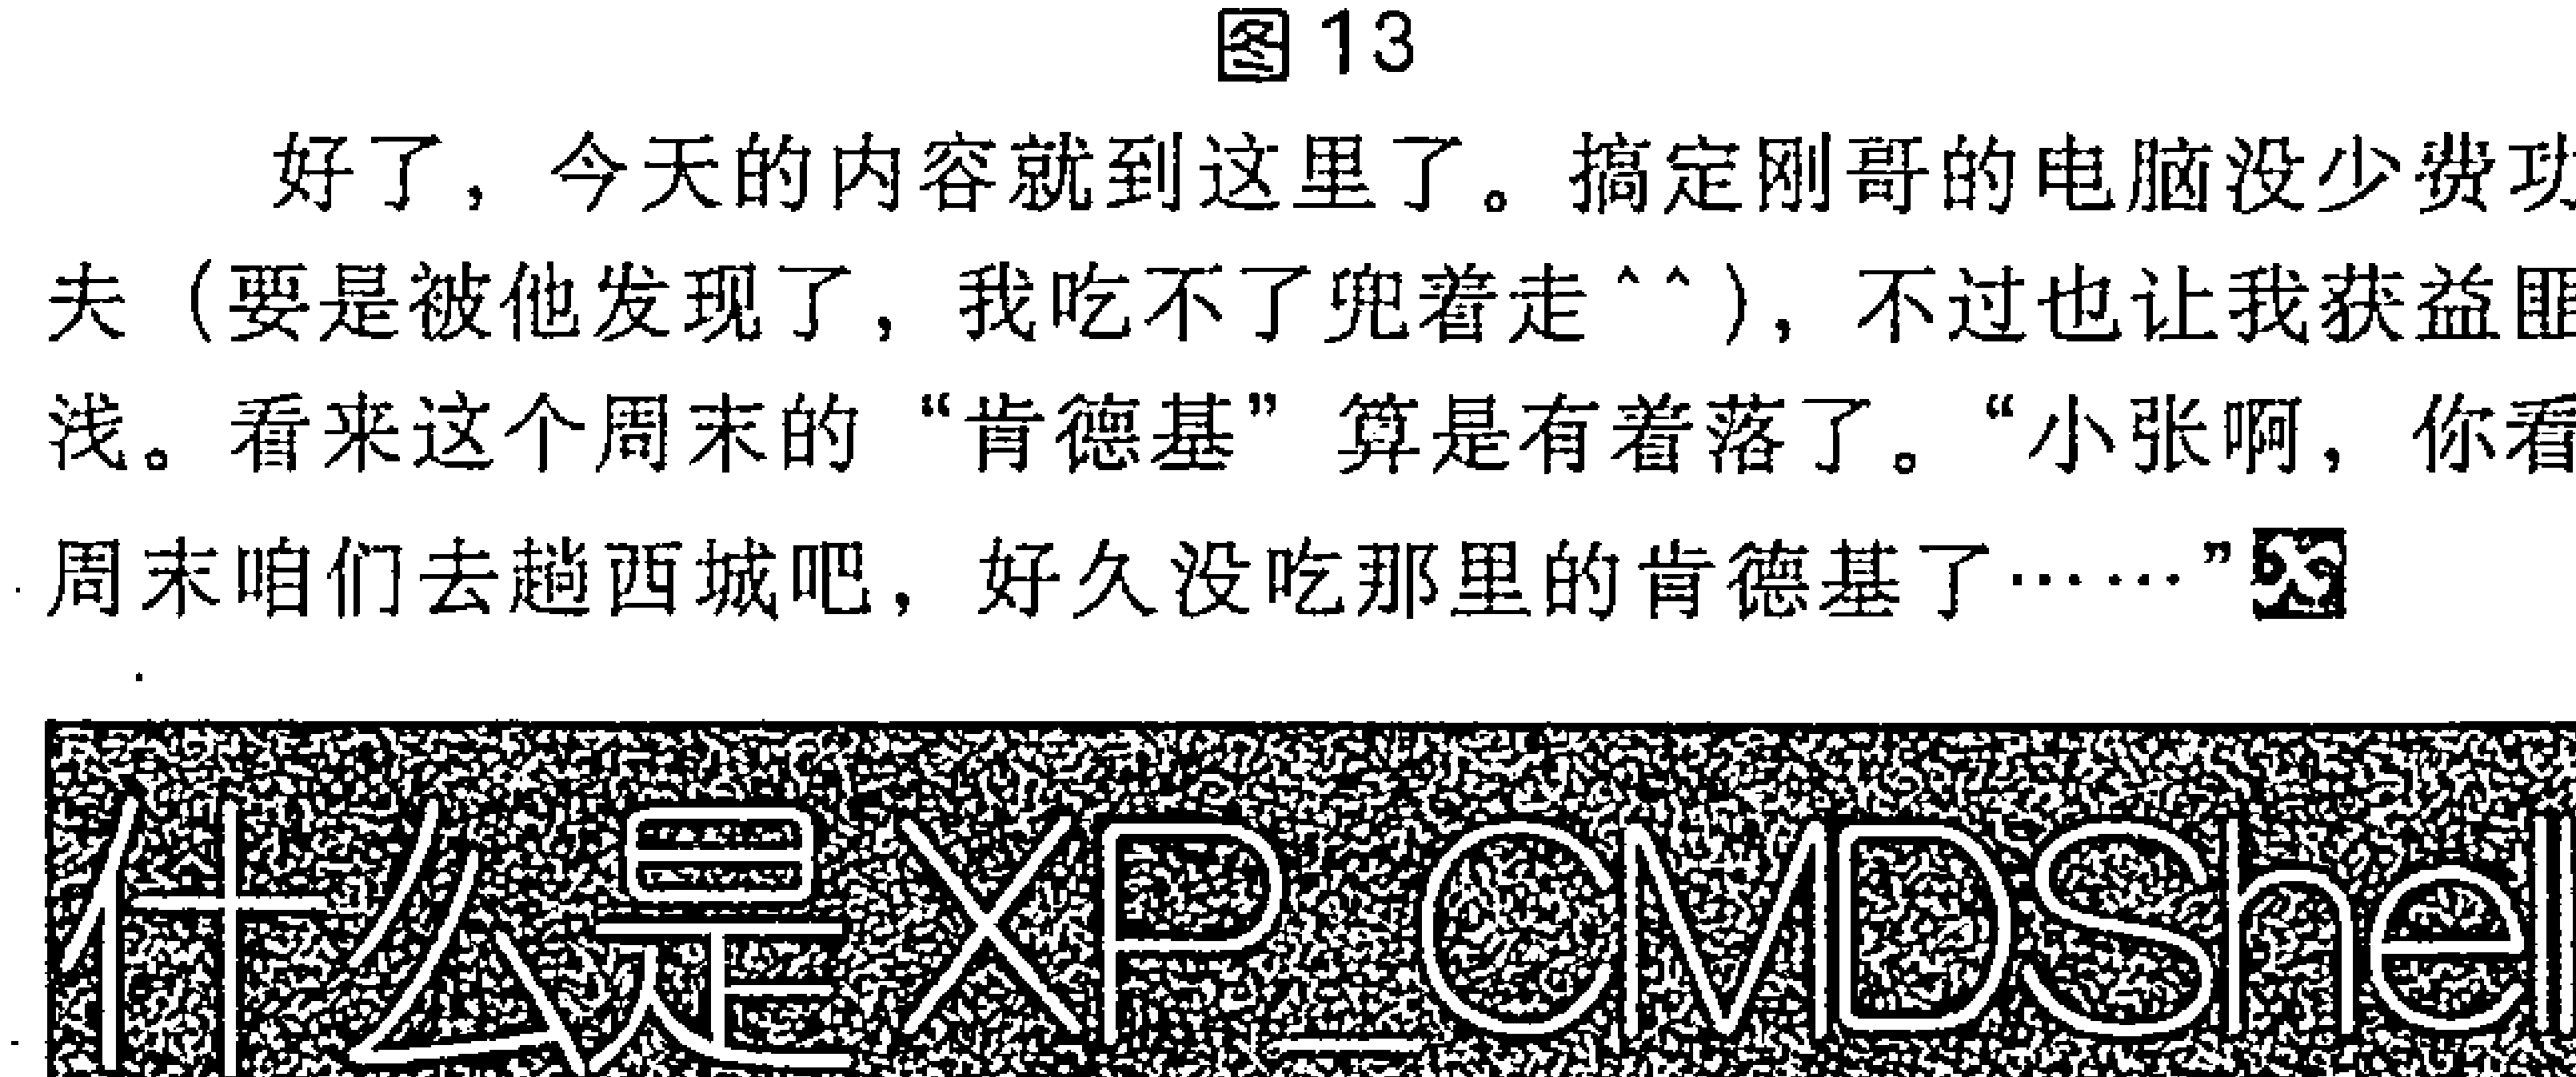 图 13
好了，今天的内容就到这里了。搞定刚哥的电脑没少费功
夫（要是被他发现了，我吃不了兜着走^^），不过也让我获益匪
浅。看来这个周末的“肯德基”算是有着落了。“小张啊，你看
周末咱们去趟西城吧，好久没吃那里的肯德基了……”
什么是XP_CMDShell